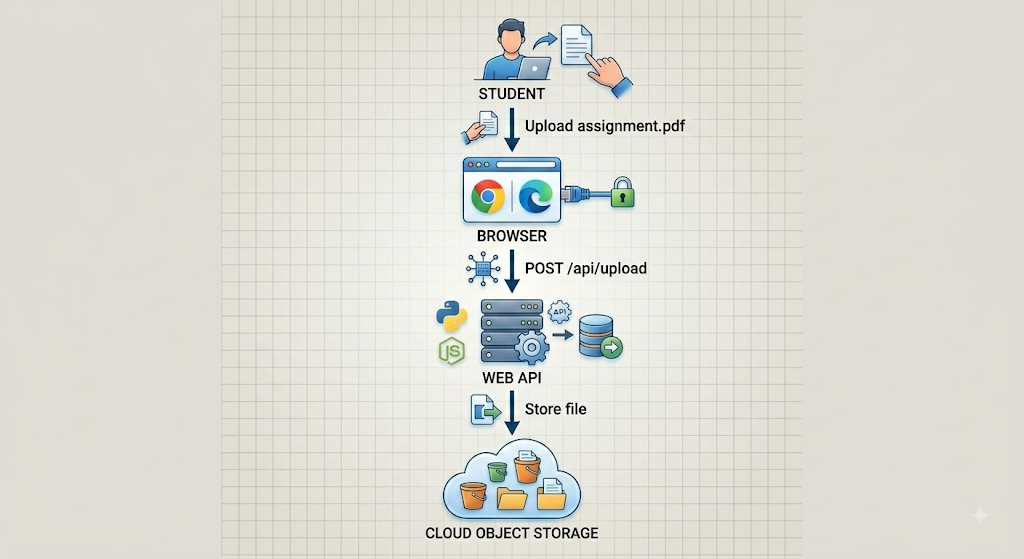 STUDENT
Upload assignment.pdf
BROWSER
POST /api/upload
JS
API
WEB API
Store file
CLOUD OBJECT STORAGE